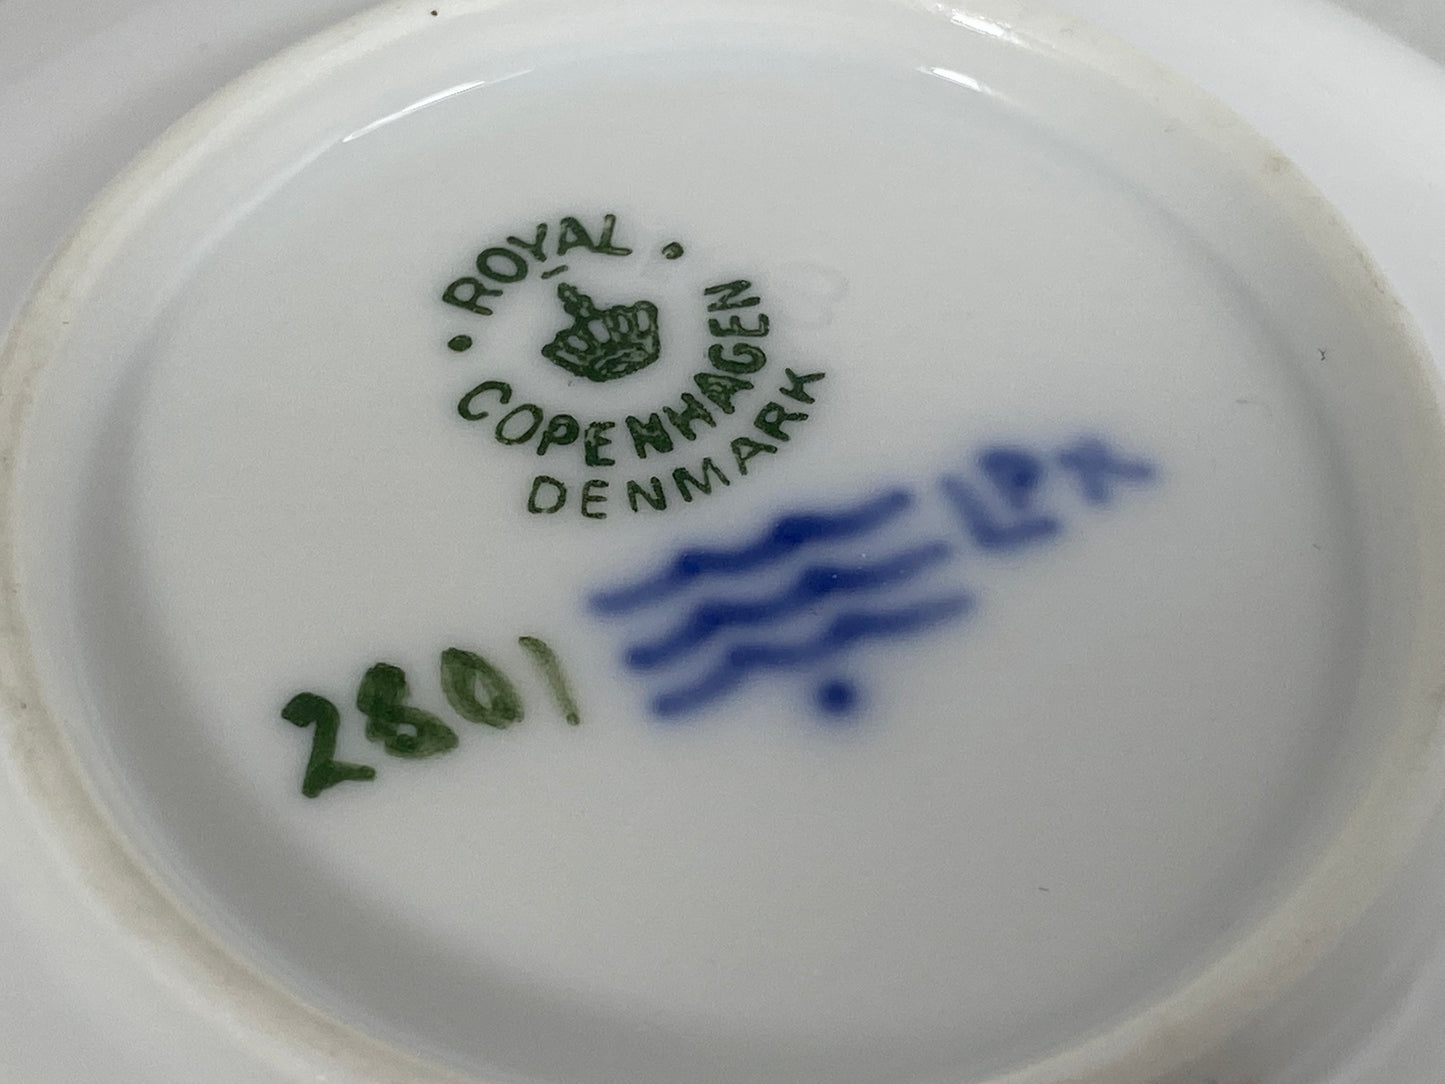 ROYAL
COPENHAGEN
DENMARK
2801